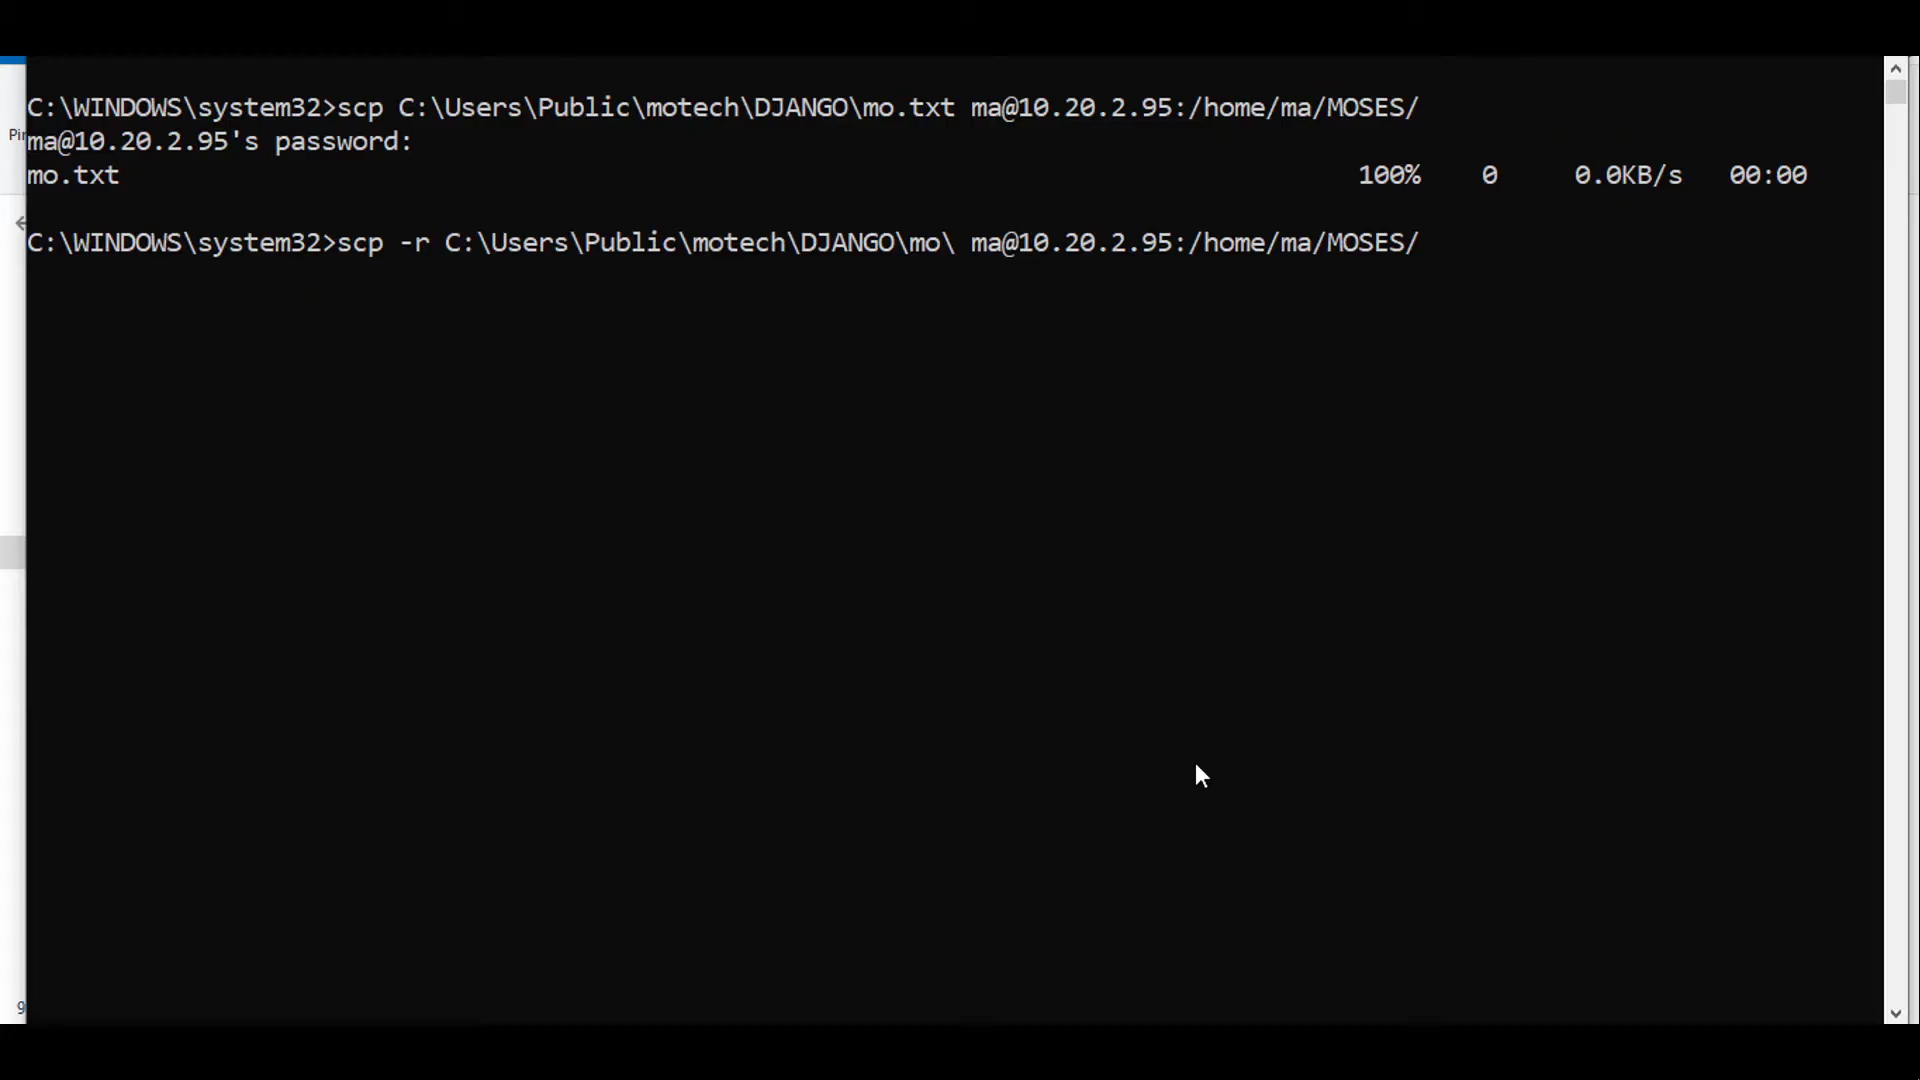 C:\WINDOWS\system32>scp C:\Users\Public\motech\DJANGO\mo.txt ma@10.20.2.95:/home/ma/MOSES/
ma@10.20.2.95's password:
mo.txt 100% 0 0.0KB/s 00:00
C:\WINDOWS\system32>scp -r C:\Users\Public\motech\DJANGO\mo\ ma@10.20.2.95:/home/ma/MOSES/